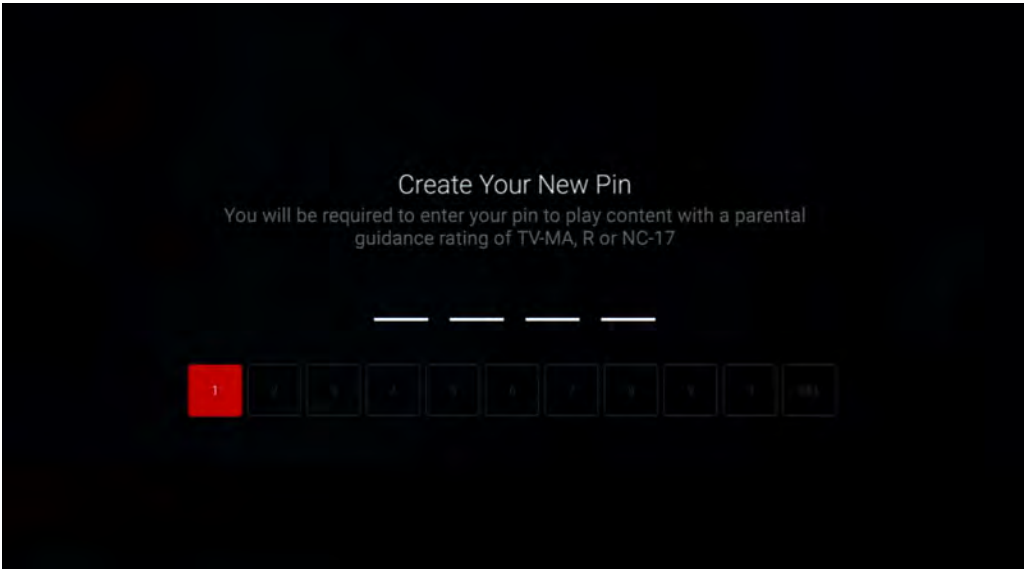 Create Your New Pin
You will be required to enter your pin to play content with a parental
guidance rating of TV-MA, R or NC-17
1